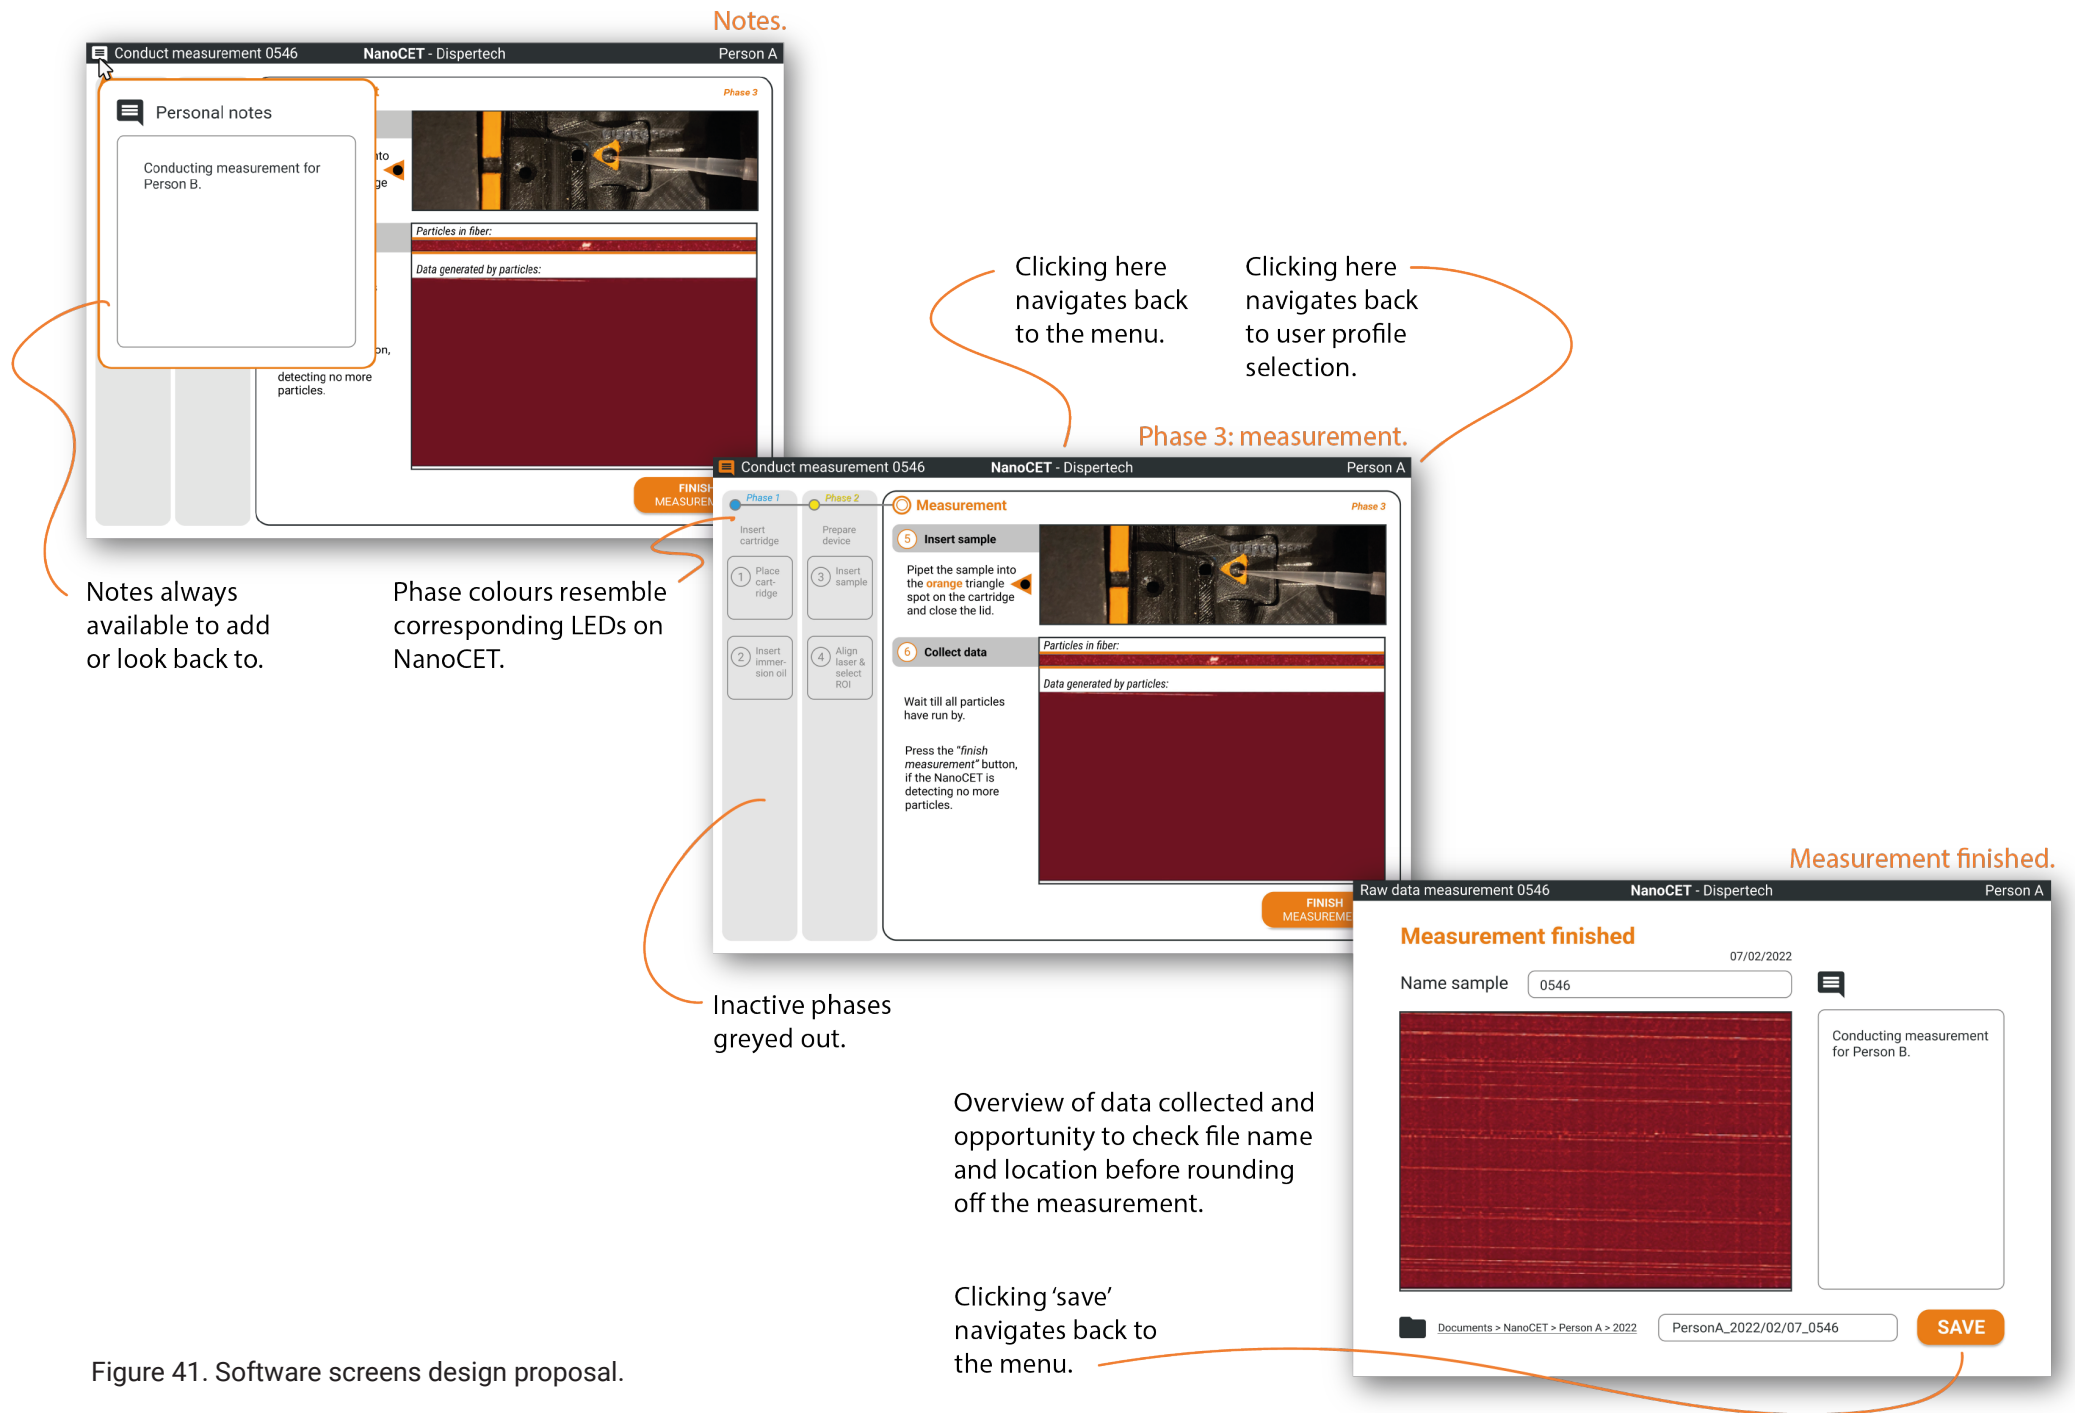 Notes.
Conduct measurement 0546
NanoCET - Dispertech
Person A
Personal notes
Conducting measurement for
Person B.
Phase 3
Particles in fiber:
Data generated by particles:
detecting no more
particles.
FINISH
Notes always
available to add
or look back to.
Phase colours resemble
corresponding LEDs on
NanoCET.
Clicking here
navigates back
to the menu.
Clicking here
navigates back
to user profile
selection.
Phase 3: measurement.
Conduct measurement 0546
NanoCET - Dispertech
Person A
Phase 1
Insert
cartridge
1 Place
cart-
ridge
2 Insert
immer-
sion oil
Phase 2
Prepare
device
3 Insert
sample
4 Align
laser &
select
ROI
Measurement
Phase 3
5 Insert sample
Pipet the sample into
the orange triangle
spot on the cartridge
and close the lid.
6 Collect data
Wait till all particles
have run by.
Press the “finish
measurement” button,
if the NanoCET is
detecting no more
particles.
Particles in fiber:
Data generated by particles:
FINISH
Inactive phases
greyed out.
Measurement finished.
Raw data measurement 0546
NanoCET - Dispertech
Person A
Measurement finished
07/02/2022
Name sample
0546
Conducting measurement
for Person B.
Documents > NanoCET > Person A > 2022
PersonA_2022/02/07_0546
SAVE
Overview of data collected and
opportunity to check file name
and location before rounding
off the measurement.
Clicking ‘save’
navigates back to
the menu.
Figure 41. Software screens design proposal.